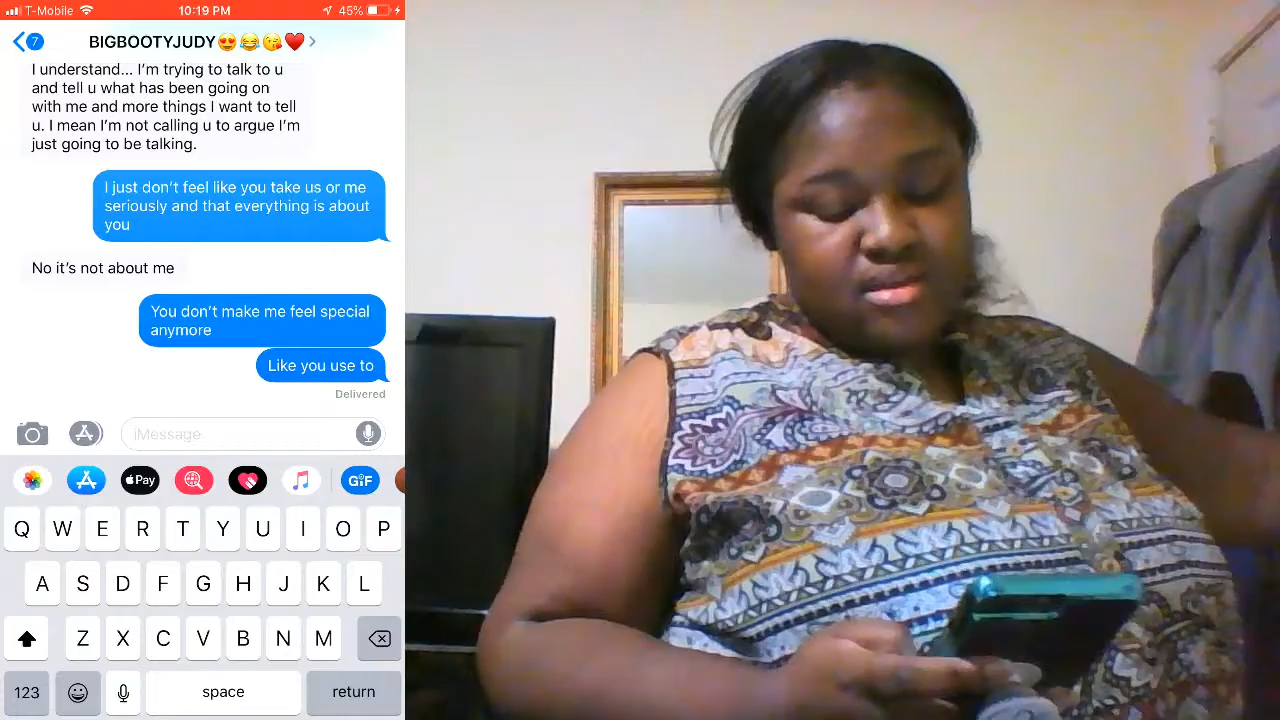 T-Mobile 10:19 PM 45%
7 BIGBOOTYJUDY😍😂😘❤️
I understand... I'm trying to talk to u
and tell u what has been going on
with me and more things I want to tell
u. I mean I'm not calling u to argue I'm
just going to be talking.
I just don't feel like you take us or me
seriously and that everything is about
you
No it's not about me
You don't make me feel special
anymore
Like you use to
Delivered
iMessage
Pay GIF
Q W E R T Y U I O P
A S D F G H J K L
Z X C V B N M
123 space return